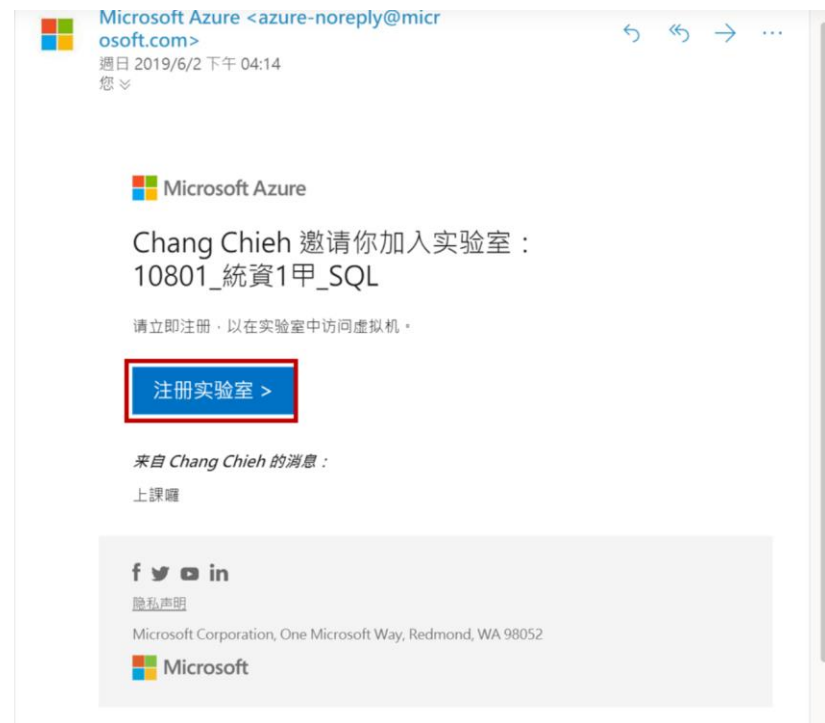 Microsoft Azure <azure-noreply@micr
osoft.com>
週日 2019/6/2 下午 04:14
您
Microsoft Azure
Chang Chieh 邀请你加入实验室：
10801_統資1甲_SQL
请立即注册，以在实验室中访问虚拟机。
注册实验室 >
来自 Chang Chieh 的消息：
上課囉
隐私声明
Microsoft Corporation, One Microsoft Way, Redmond, WA 98052
Microsoft